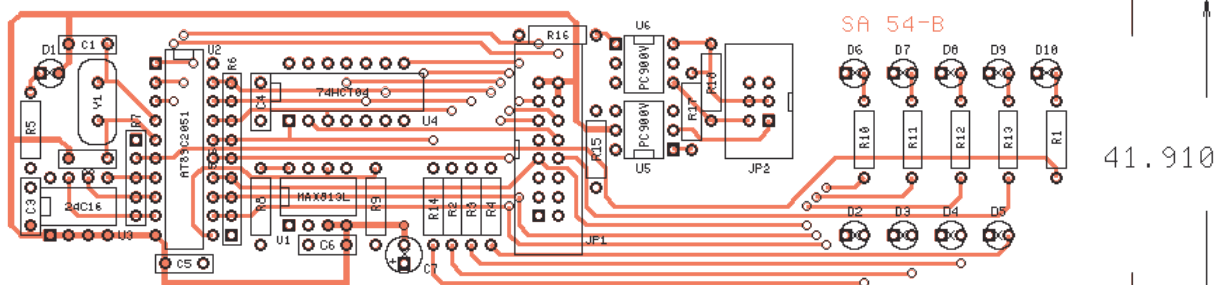 SA 54-B
U6
R16
D1
C1
U2
R6
D6
D7
D8
D9
D10
PC900V
R18
C4
74HCT04
Y1
R5
R7
AT89C2051
U4
PC900V
R17
R15
R10
R11
R12
R13
R1
41.910
U5
JP2
C3
24C16
R8
MAX813L
R9
R14
R2
R3
R4
D2
D3
D4
D5
U3
U1
C6
JP1
C5
+
C7